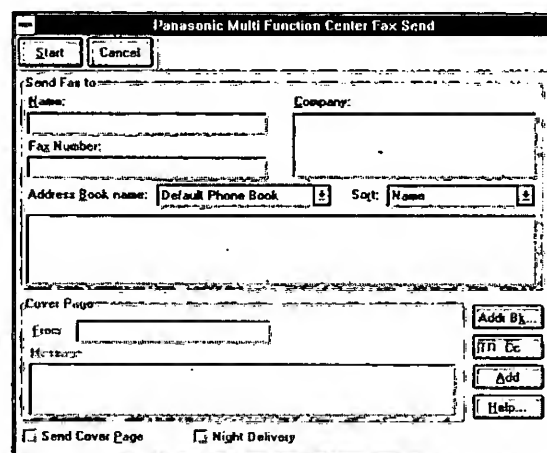 Panasonic Multi Function Center Fax Send
Start Cancel
Send Fax to
Name: Company:
Fax Number:
Address Book name: Default Phone Book Sort: Name
Cover Page
From:
Message
Addr Bk...
Cc
Add
Help...
Send Cover Page Night Delivery